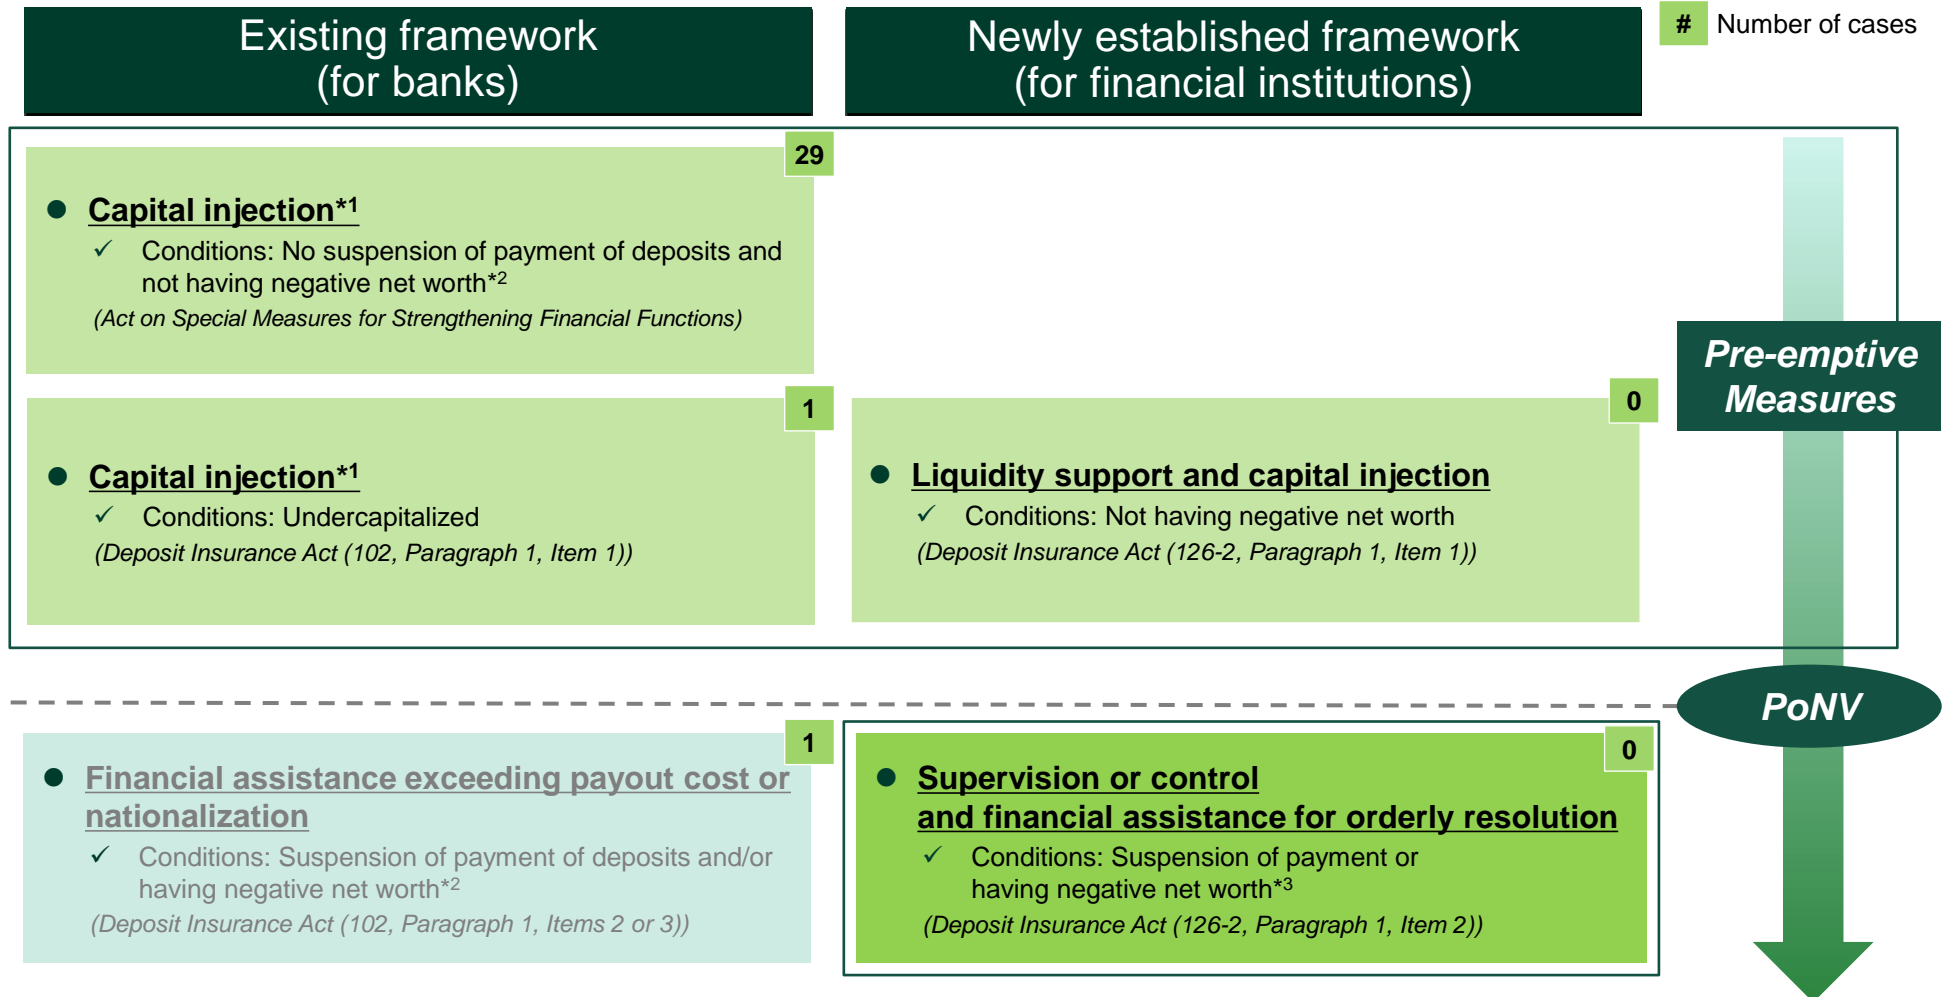 Existing framework
(for banks)
Newly established framework
(for financial institutions)
# Number of cases
29
Capital injection*1
✓ Conditions: No suspension of payment of deposits and
not having negative net worth*2
(Act on Special Measures for Strengthening Financial Functions)
Pre-emptive
Measures
1
Capital injection*1
✓ Conditions: Undercapitalized
(Deposit Insurance Act (102, Paragraph 1, Item 1))
0
Liquidity support and capital injection
✓ Conditions: Not having negative net worth
(Deposit Insurance Act (126-2, Paragraph 1, Item 1))
PoNV
1
Financial assistance exceeding payout cost or
nationalization
✓ Conditions: Suspension of payment of deposits and/or
having negative net worth*2
(Deposit Insurance Act (102, Paragraph 1, Items 2 or 3))
0
Supervision or control
and financial assistance for orderly resolution
✓ Conditions: Suspension of payment or
having negative net worth*3
(Deposit Insurance Act (126-2, Paragraph 1, Item 2))